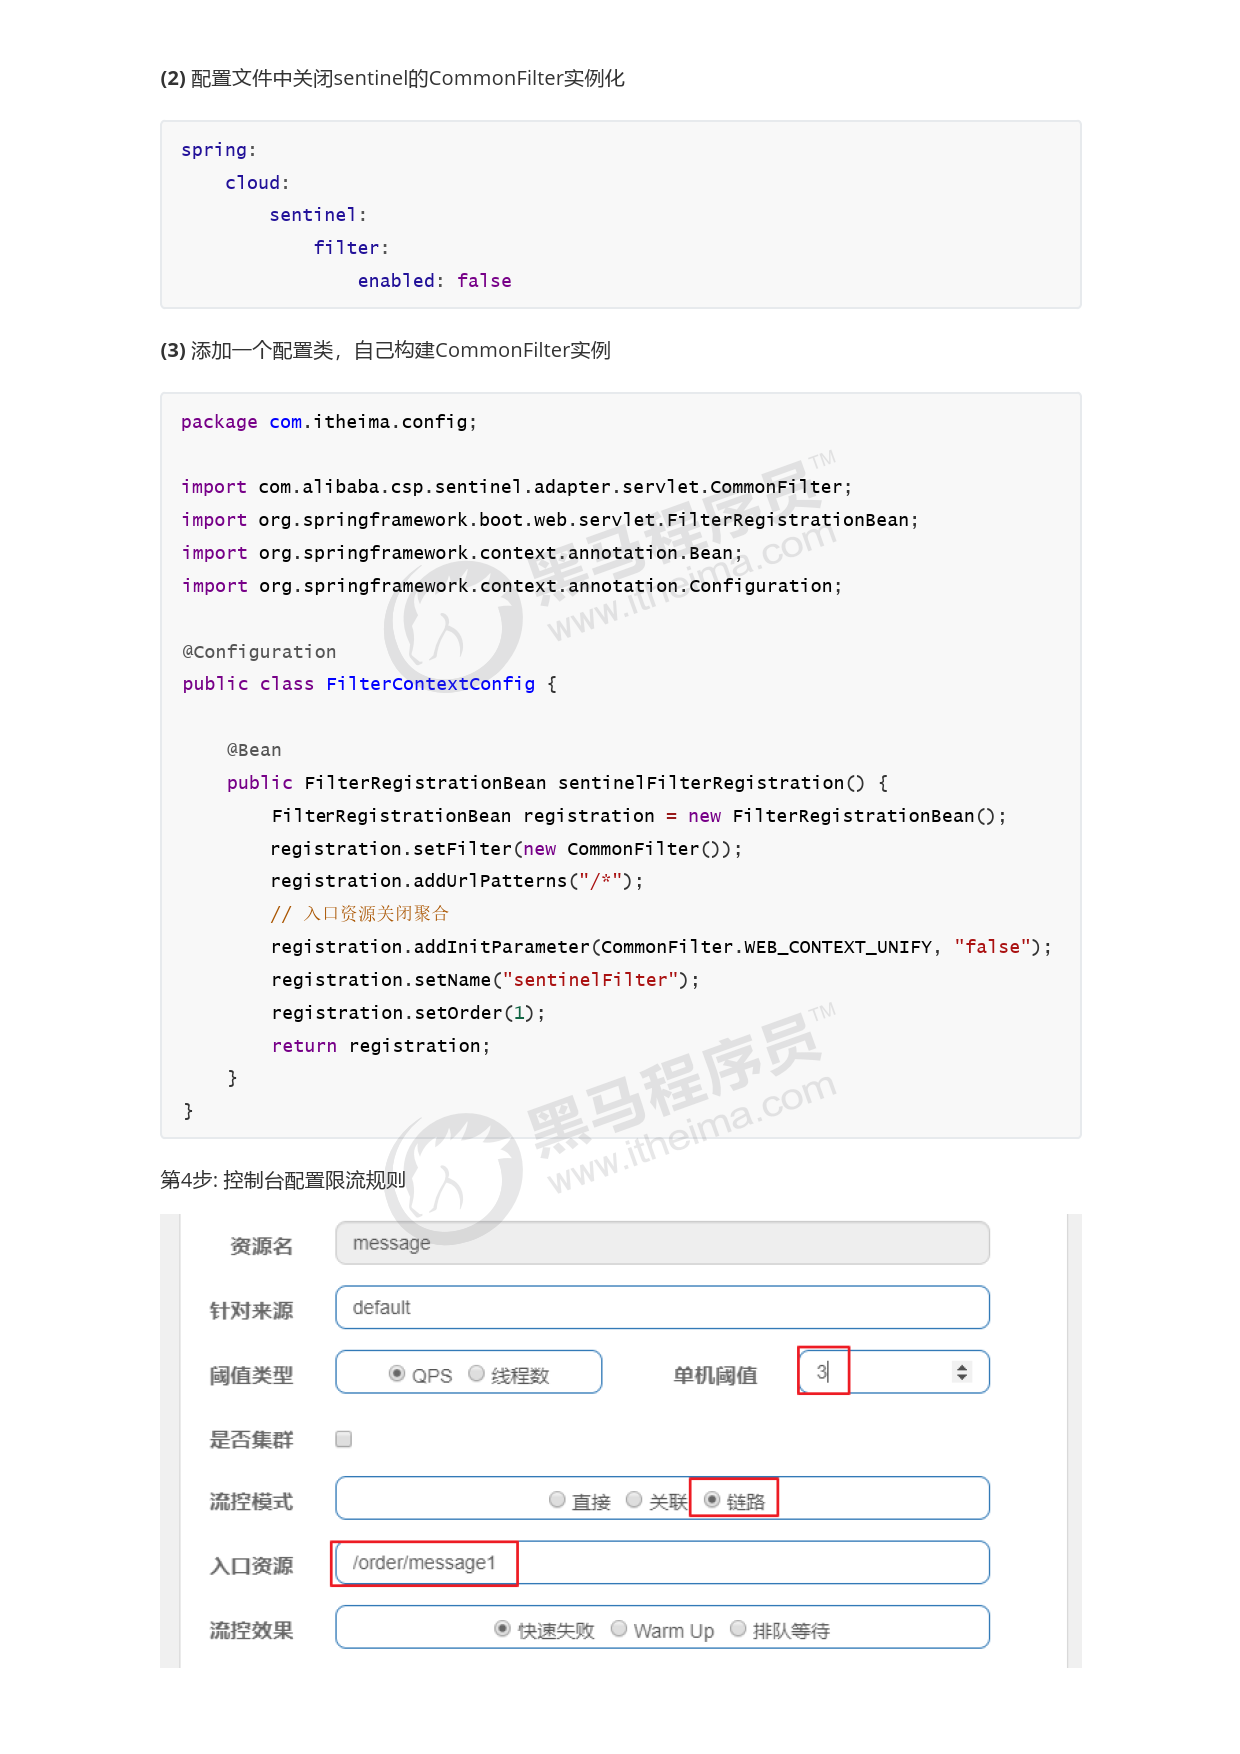 (2) 配置文件中关闭sentinel的CommonFilter实例化
spring:
    cloud:
        sentinel:
            filter:
                enabled: false
(3) 添加一个配置类，自己构建CommonFilter实例
package com.itheima.config;
import com.alibaba.csp.sentinel.adapter.servlet.CommonFilter;
import org.springframework.boot.web.servlet.FilterRegistrationBean;
import org.springframework.context.annotation.Bean;
import org.springframework.context.annotation.Configuration;
黑马程序员™
www.itheima.com
@Configuration
public class FilterContextConfig {
    @Bean
    public FilterRegistrationBean sentinelFilterRegistration() {
        FilterRegistrationBean registration = new FilterRegistrationBean();
        registration.setFilter(new CommonFilter());
        registration.addUrlPatterns("/*");
        // 入口资源关闭聚合
        registration.addInitParameter(CommonFilter.WEB_CONTEXT_UNIFY, "false");
        registration.setName("sentinelFilter");
        registration.setOrder(1);
        return registration;
    }
}
黑马程序员™
www.itheima.com
第4步: 控制台配置限流规则
资源名 message
针对来源 default
阈值类型 QPS 线程数 单机阈值 3
是否集群
流控模式 直接 关联 链路
入口资源 /order/message1
流控效果 快速失败 Warm Up 排队等待